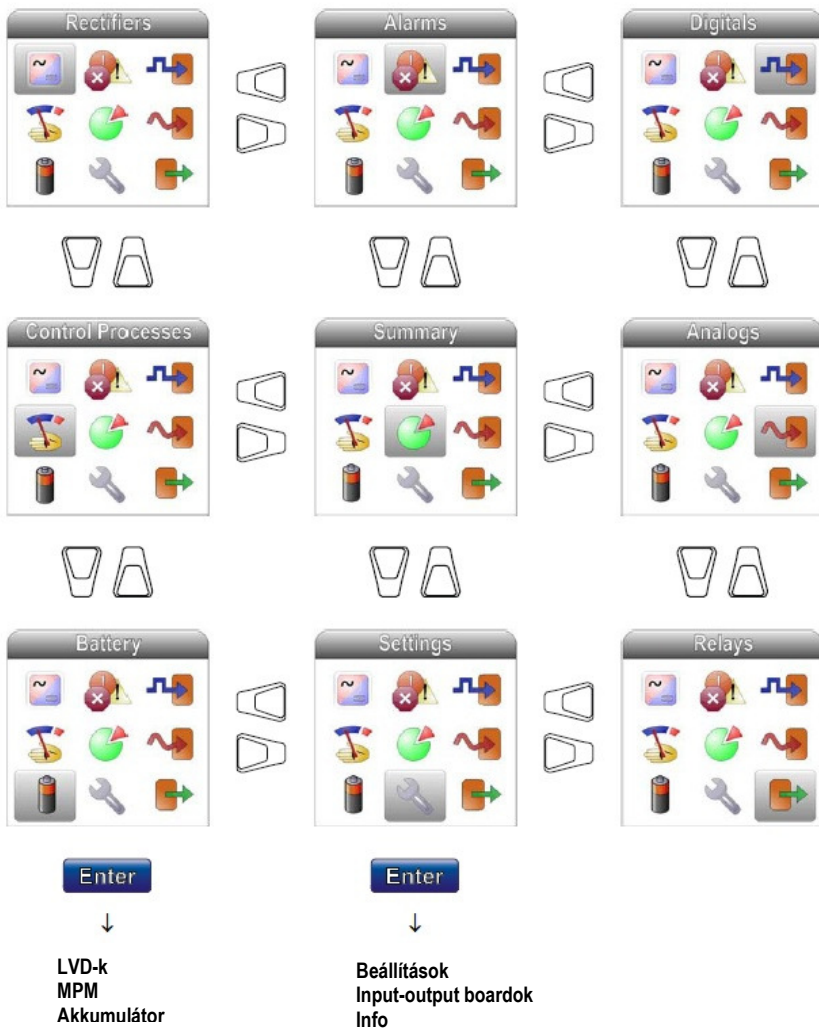 Rectifiers
Alarms
Digitals
Control Processes
Summary
Analogs
Battery
Settings
Relays
Enter
Enter
↓
↓
LVD-k
MPM
Akkumulátor
Beállítások
Input-output boardok
Info